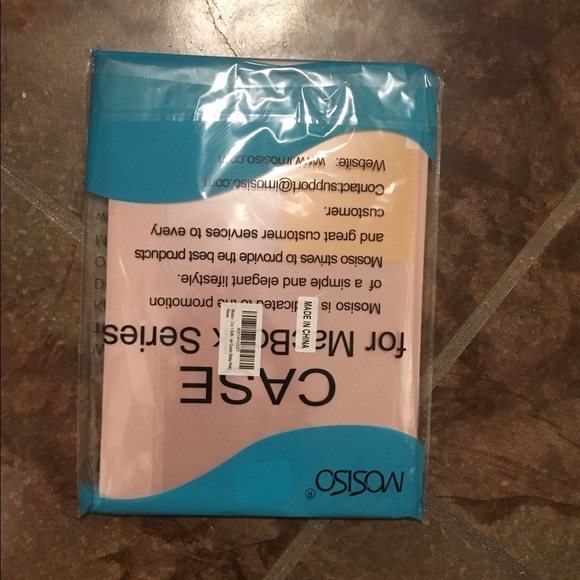 MOSISO®
CASE
for MacBook Series
Mosiso is dedicated to the promotion
of a simple and elegant lifestyle.
Mosiso strives to provide the best products
and great customer services to every
customer.
Contact:support@imosiso.com
Website: www.imosiso.com
MADE IN CHINA